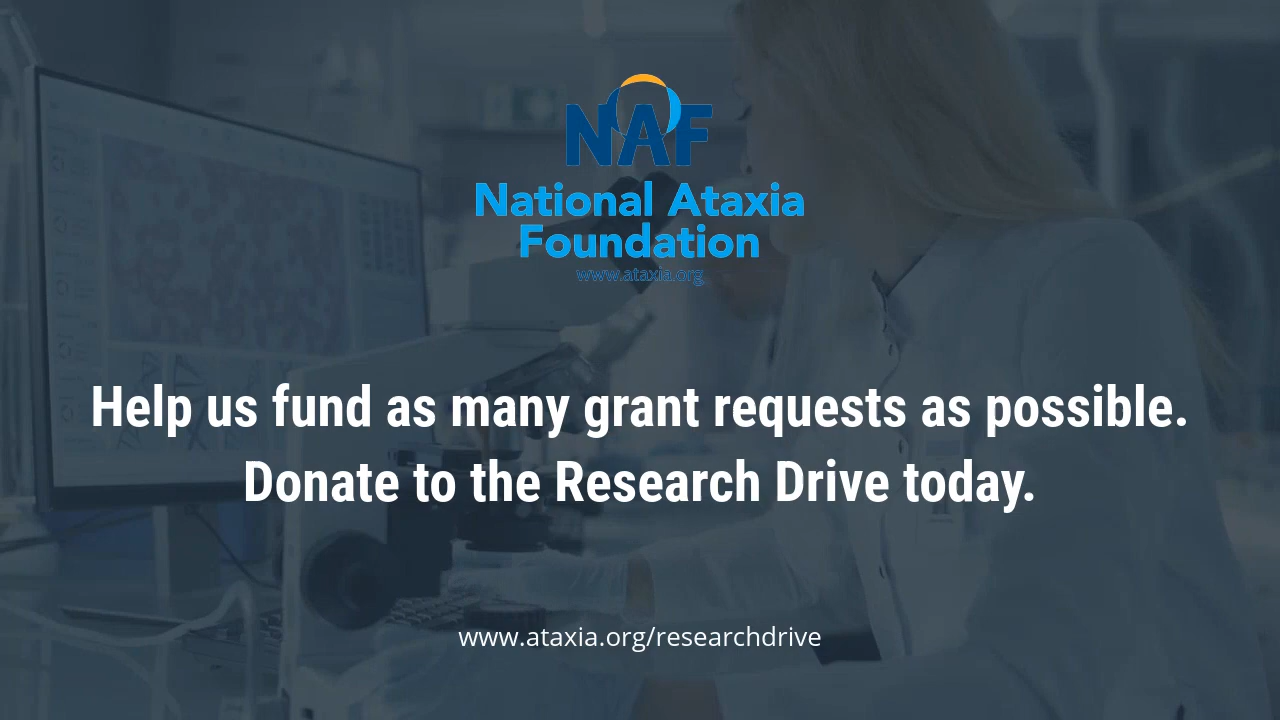 NAF
National Ataxia
Foundation
www.ataxia.org
Help us fund as many grant requests as possible.
Donate to the Research Drive today.
www.ataxia.org/researchdrive